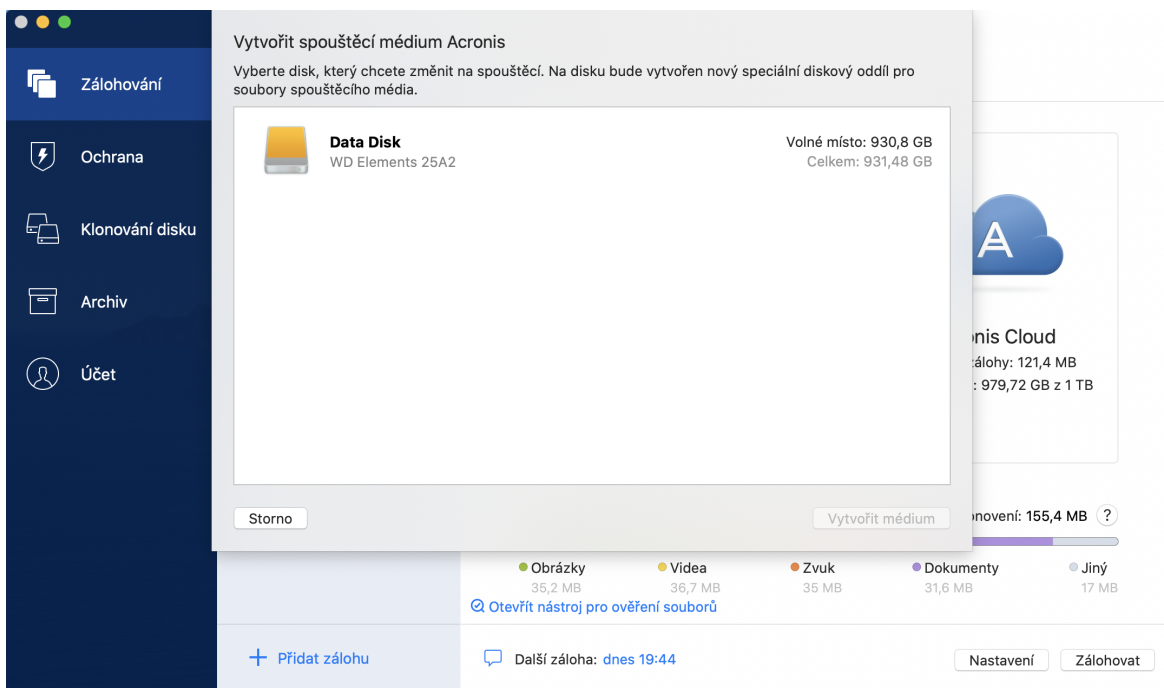 Zálohování
Ochrana
Klonování disku
Archiv
Účet
Vytvořit spouštěcí médium Acronis
Vyberte disk, který chcete změnit na spouštěcí. Na disku bude vytvořen nový speciální diskový oddíl pro
soubory spouštěcího média.
Data Disk
WD Elements 25A2
Volné místo: 930,8 GB
Celkem: 931,48 GB
Storno
Vytvořit médium
A
Cloud
121,4 MB
: 979,72 GB z 1 TB
155,4 MB ?
Obrázky
35,2 MB
Videa
36,7 MB
Zvuk
35 MB
Dokumenty
31,6 MB
Jiný
17 MB
Otevřít nástroj pro ověření souborů
+ Přidat zálohu
Další záloha: dnes 19:44
Nastavení
Zálohovat